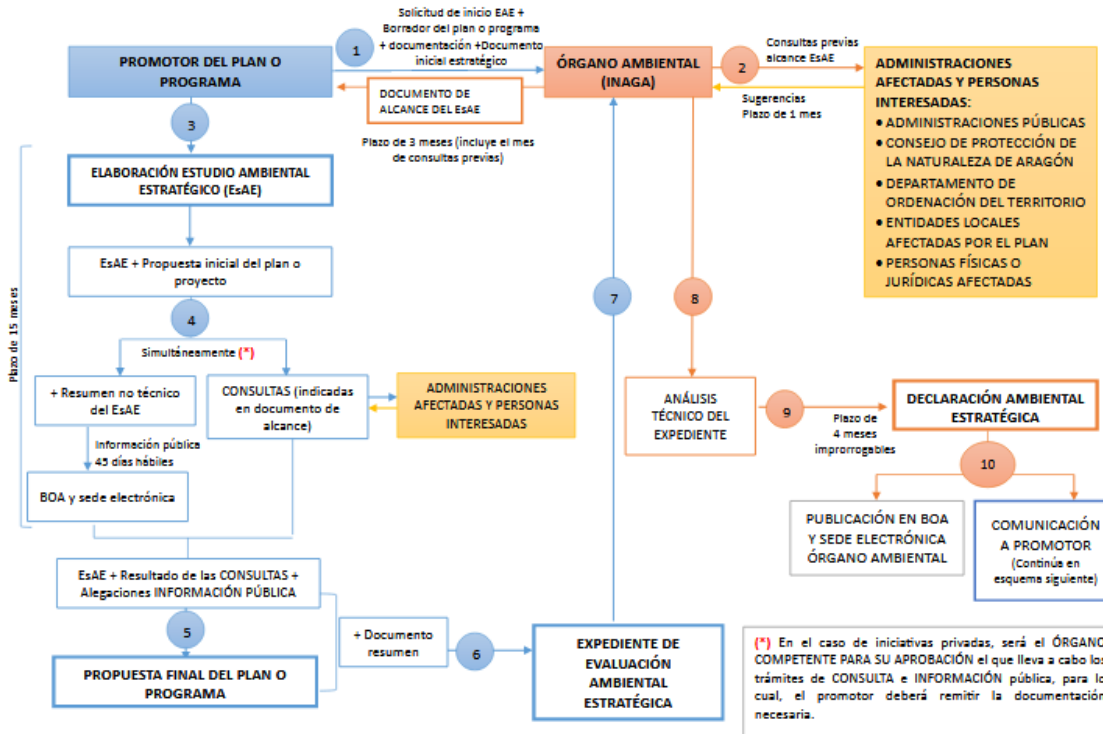 Solicitud de inicio EAE +
Borrador del plan o programa
+ documentación +Documento
inicial estratégico
1
PROMOTOR DEL PLAN O
PROGRAMA
ÓRGANO AMBIENTAL
(INAGA)
2
Consultas previas
alcance EsAE
Sugerencias
Plazo de 1 mes
ADMINISTRACIONES
AFECTADAS Y PERSONAS
INTERESADAS:
• ADMINISTRACIONES PÚBLICAS
• CONSEJO DE PROTECCIÓN DE
LA NATURALEZA DE ARAGÓN
• DEPARTAMENTO DE
ORDENACIÓN DEL TERRITORIO
• ENTIDADES LOCALES
AFECTADAS POR EL PLAN
• PERSONAS FÍSICAS O
JURÍDICAS AFECTADAS
DOCUMENTO DE
ALCANCE DEL EsAE
Plazo de 3 meses (incluye el mes
de consultas previas)
3
Plazo de 15 meses
ELABORACIÓN ESTUDIO AMBIENTAL
ESTRATÉGICO (EsAE)
EsAE + Propuesta inicial del plan o
proyecto
4
Simultáneamente (*)
+ Resumen no técnico
del EsAE
CONSULTAS (indicadas
en documento de
alcance)
ADMINISTRACIONES
AFECTADAS Y PERSONAS
INTERESADAS
Información pública
45 días hábiles
BOA y sede electrónica
EsAE + Resultado de las CONSULTAS +
Alegaciones INFORMACIÓN PÚBLICA
5
PROPUESTA FINAL DEL PLAN O
PROGRAMA
+ Documento
resumen
6
EXPEDIENTE DE
EVALUACIÓN
AMBIENTAL
ESTRATÉGICA
7
8
ANÁLISIS
TÉCNICO DEL
EXPEDIENTE
9
Plazo de
4 meses
improrrogables
DECLARACIÓN AMBIENTAL
ESTRATÉGICA
10
PUBLICACIÓN EN BOA
Y SEDE ELECTRÓNICA
ÓRGANO AMBIENTAL
COMUNICACIÓN
A PROMOTOR
(Continúa en
esquema siguiente)
(*) En el caso de iniciativas privadas, será el ÓRGANO
COMPETENTE PARA SU APROBACIÓN el que lleva a cabo los
trámites de CONSULTA e INFORMACIÓN pública, para lo
cual, el promotor deberá remitir la documentación
necesaria.